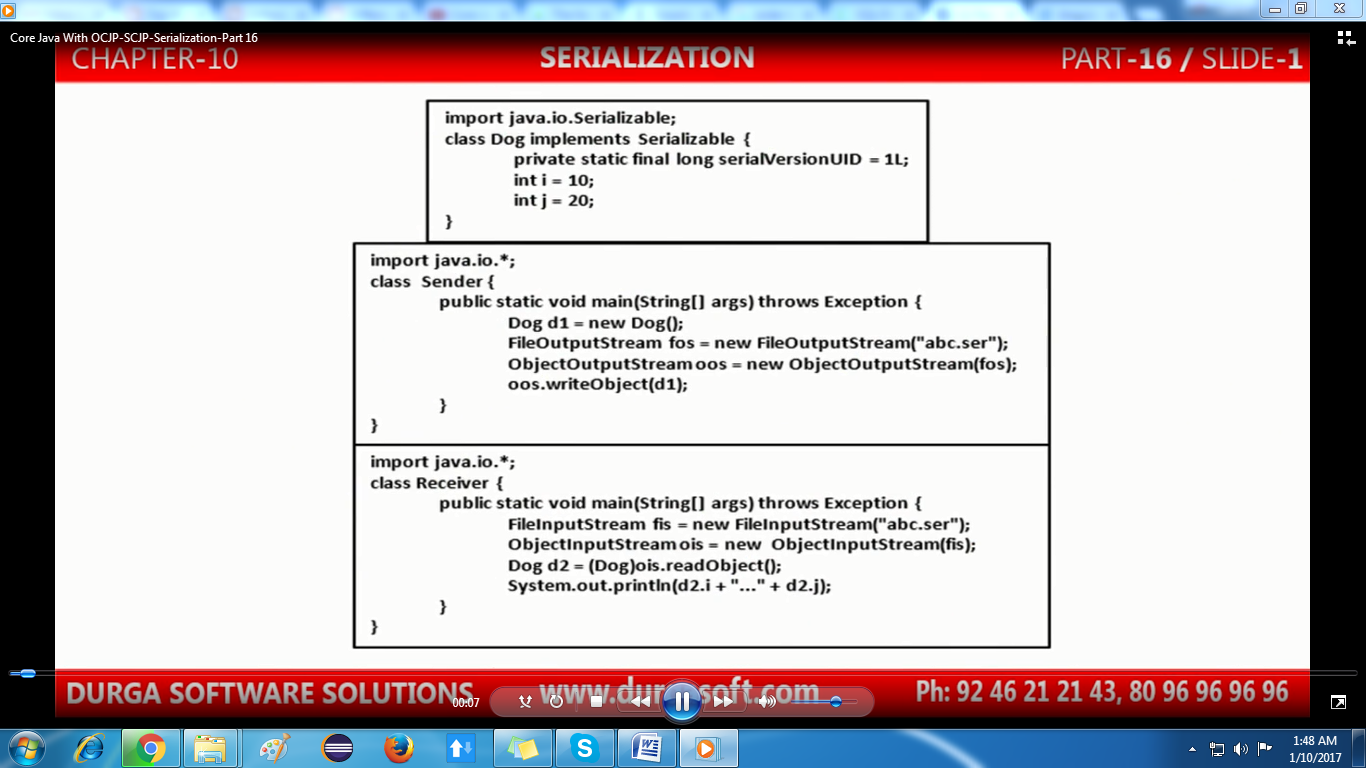 Core Java With OCJP-SCJP-Serialization-Part 16
CHAPTER-10 SERIALIZATION PART-16 / SLIDE-1
import java.io.Serializable;
class Dog implements Serializable {
private static final long serialVersionUID = 1L;
int i = 10;
int j = 20;
}
import java.io.*;
class Sender {
public static void main(String[] args) throws Exception {
Dog d1 = new Dog();
FileOutputStream fos = new FileOutputStream("abc.ser");
ObjectOutputStream oos = new ObjectOutputStream(fos);
oos.writeObject(d1);
}
}
import java.io.*;
class Receiver {
public static void main(String[] args) throws Exception {
FileInputStream fis = new FileInputStream("abc.ser");
ObjectInputStream ois = new ObjectInputStream(fis);
Dog d2 = (Dog)ois.readObject();
System.out.println(d2.i + "..." + d2.j);
}
}
DURGA SOFTWARE SOLUTIONS www.durgasoft.com Ph: 92 46 21 21 43, 80 96 96 96 96
00:07
1:48 AM
1/10/2017